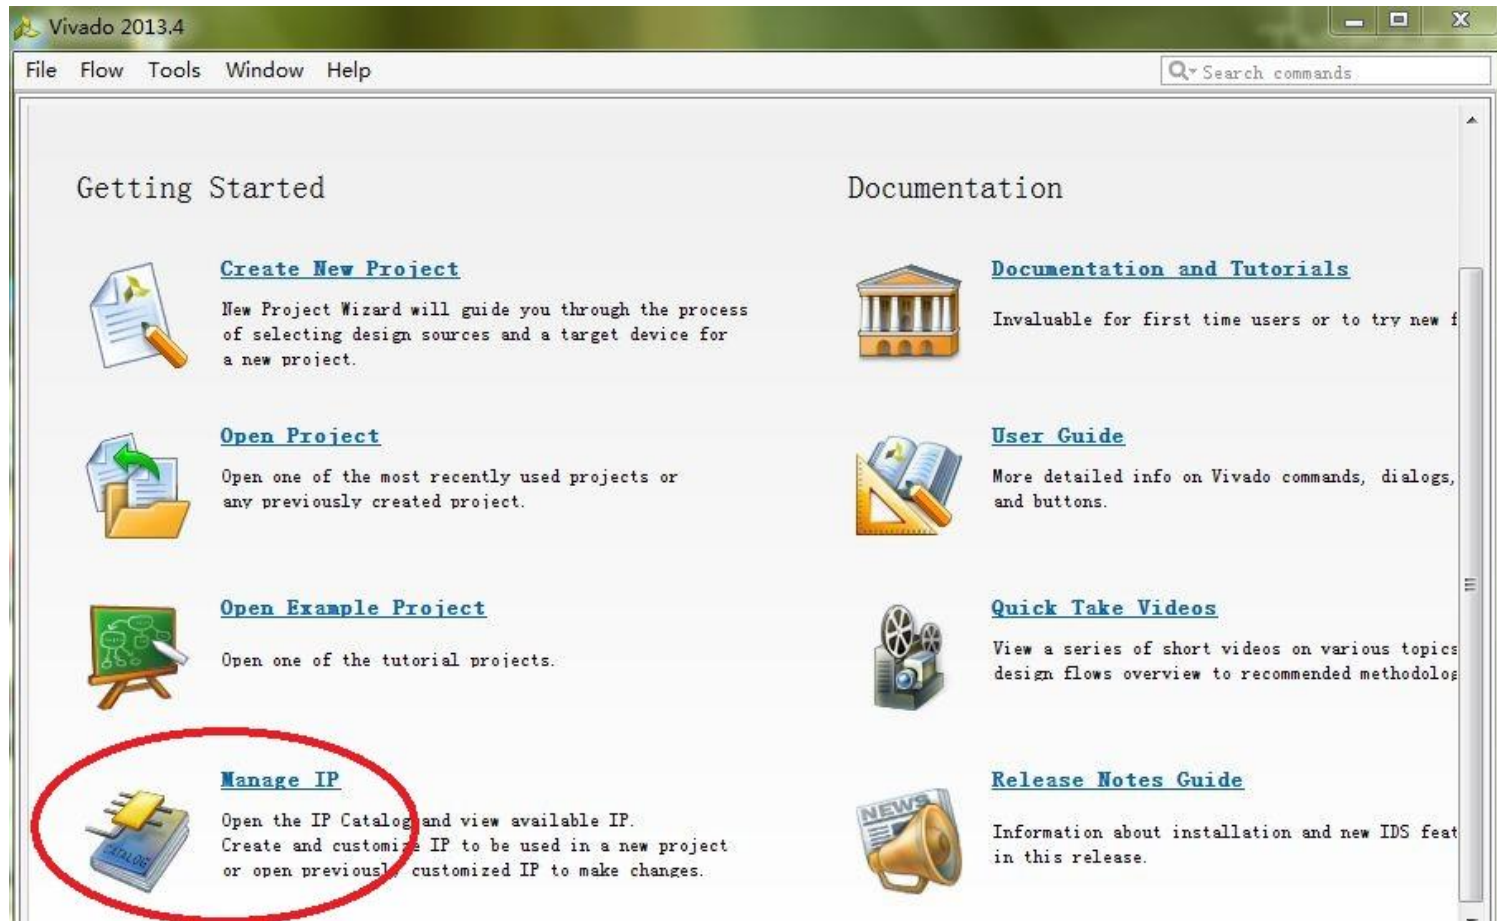 Vivado 2013.4
File Flow Tools Window Help
Search commands
Getting Started
Create New Project
New Project Wizard will guide you through the process
of selecting design sources and a target device for
a new project.
Open Project
Open one of the most recently used projects or
any previously created project.
Open Example Project
Open one of the tutorial projects.
Manage IP
Open the IP Catalog and view available IP.
Create and customize IP to be used in a new project
or open previously customized IP to make changes.
CATALOG
Documentation
Documentation and Tutorials
Invaluable for first time users or to try new f
User Guide
More detailed info on Vivado commands, dialogs,
and buttons.
Quick Take Videos
View a series of short videos on various topics
design flows overview to recommended methodolog
Release Notes Guide
NEWS
Information about installation and new IDS feat
in this release.